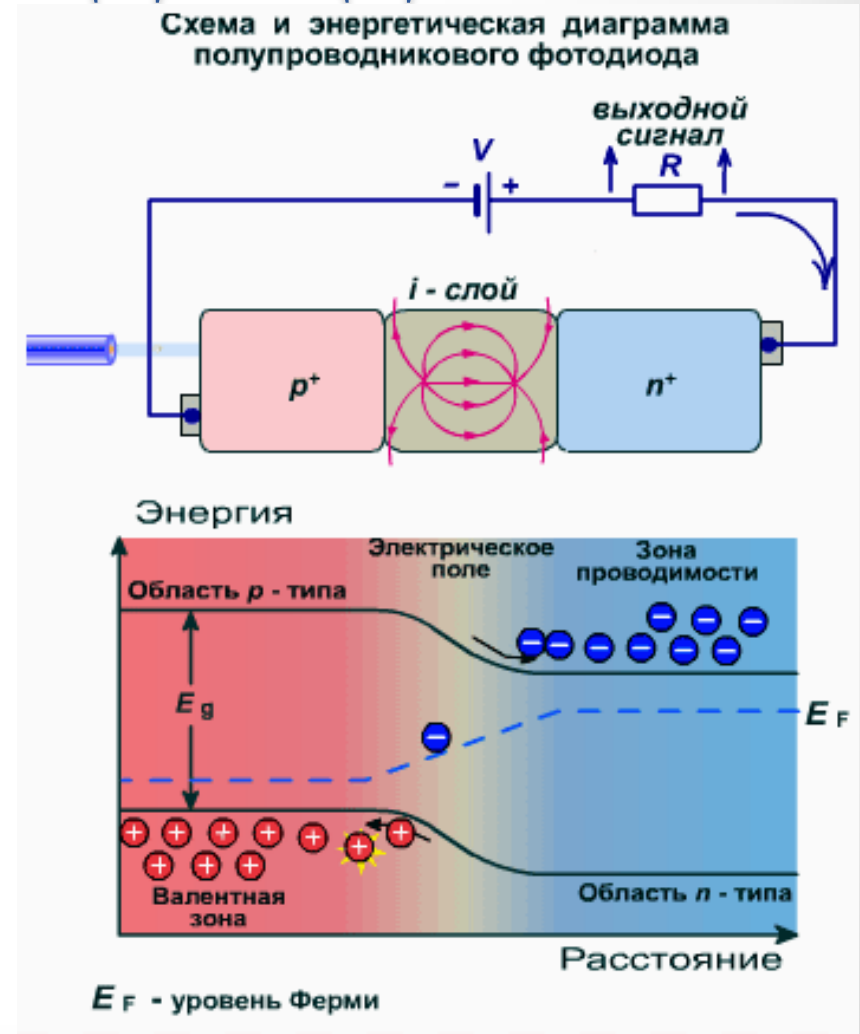 Схема и энергетическая диаграмма
полупроводникового фотодиода
выходной
сигнал
V
R
− +
i - слой
p+
n+
Энергия
Электрическое
поле
Зона
проводимости
Область p - типа
E g
E F
Валентная
зона
Область n - типа
Расстояние
E F - уровень Ферми